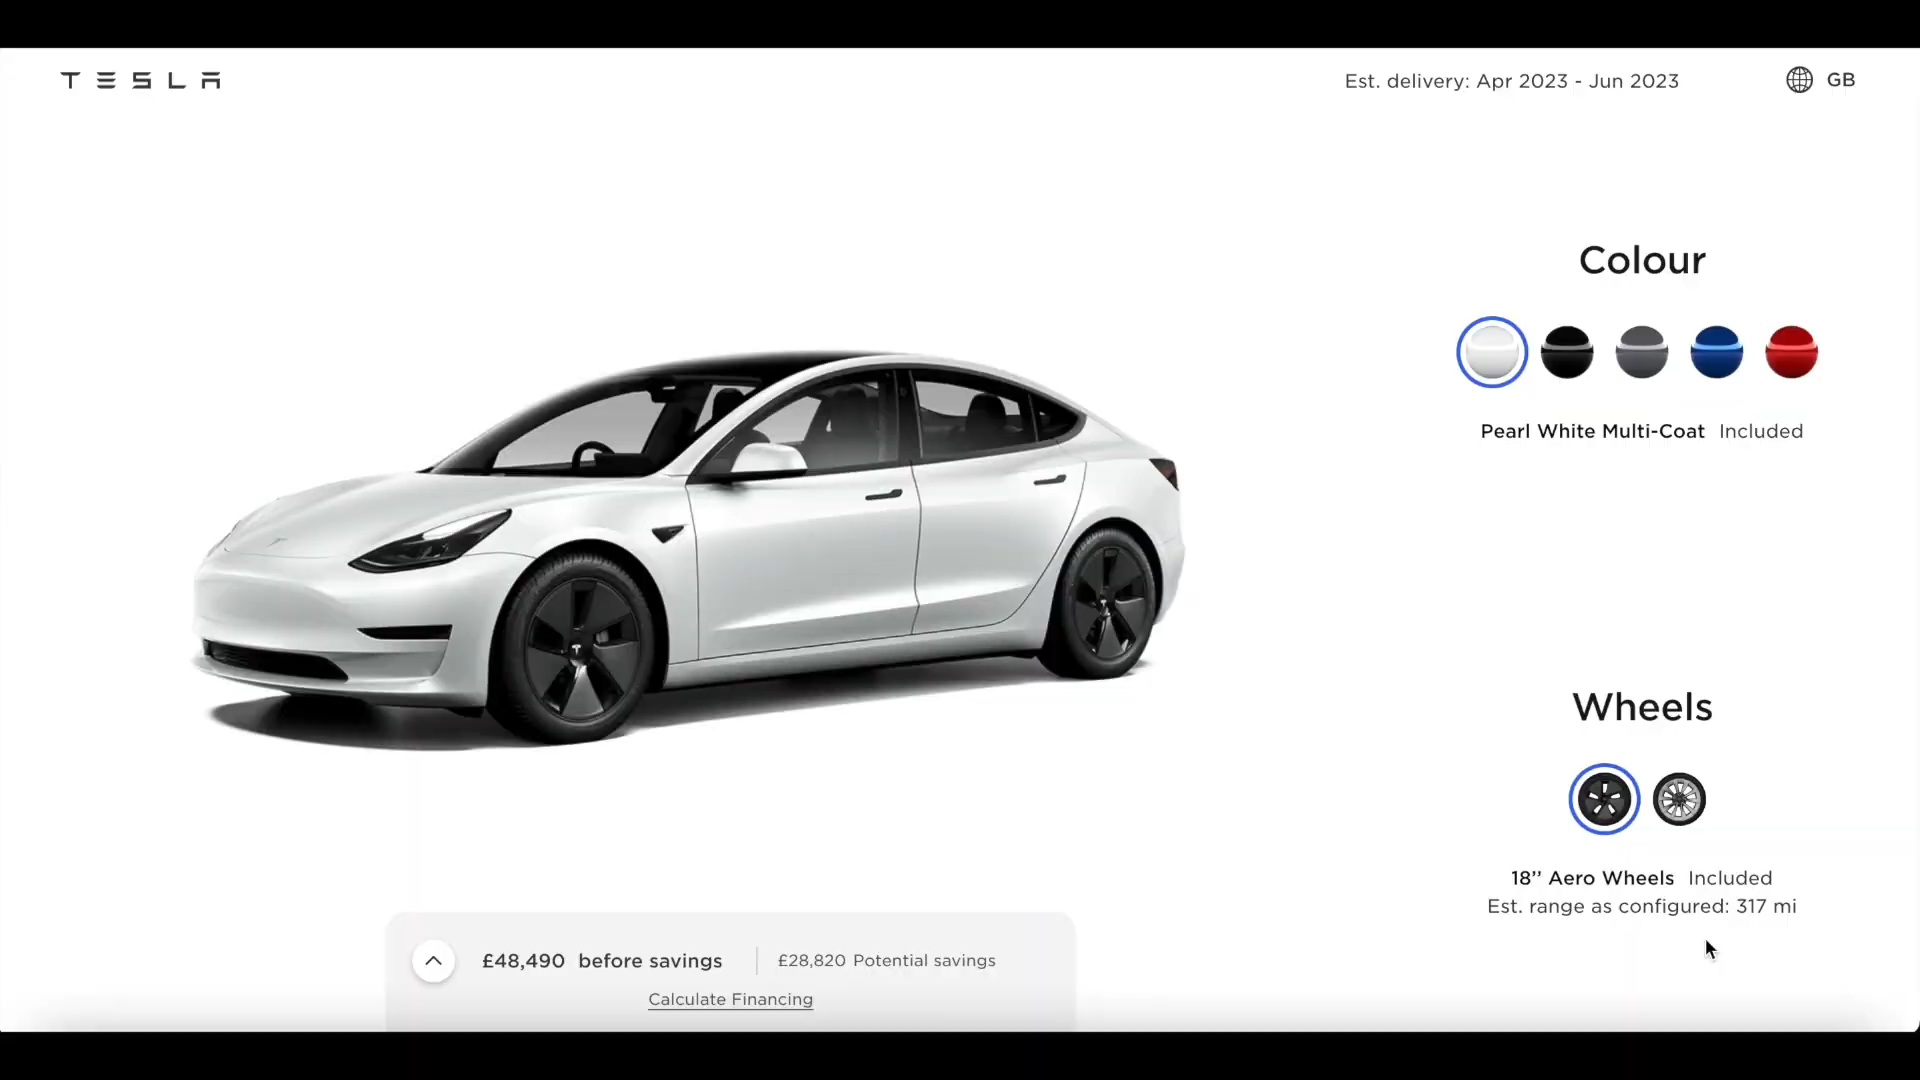 TESLA
Est. delivery: Apr 2023 - Jun 2023
GB
Colour
Pearl White Multi-Coat Included
Wheels
18’’ Aero Wheels Included
Est. range as configured: 317 mi
£48,490 before savings
£28,820 Potential savings
Calculate Financing